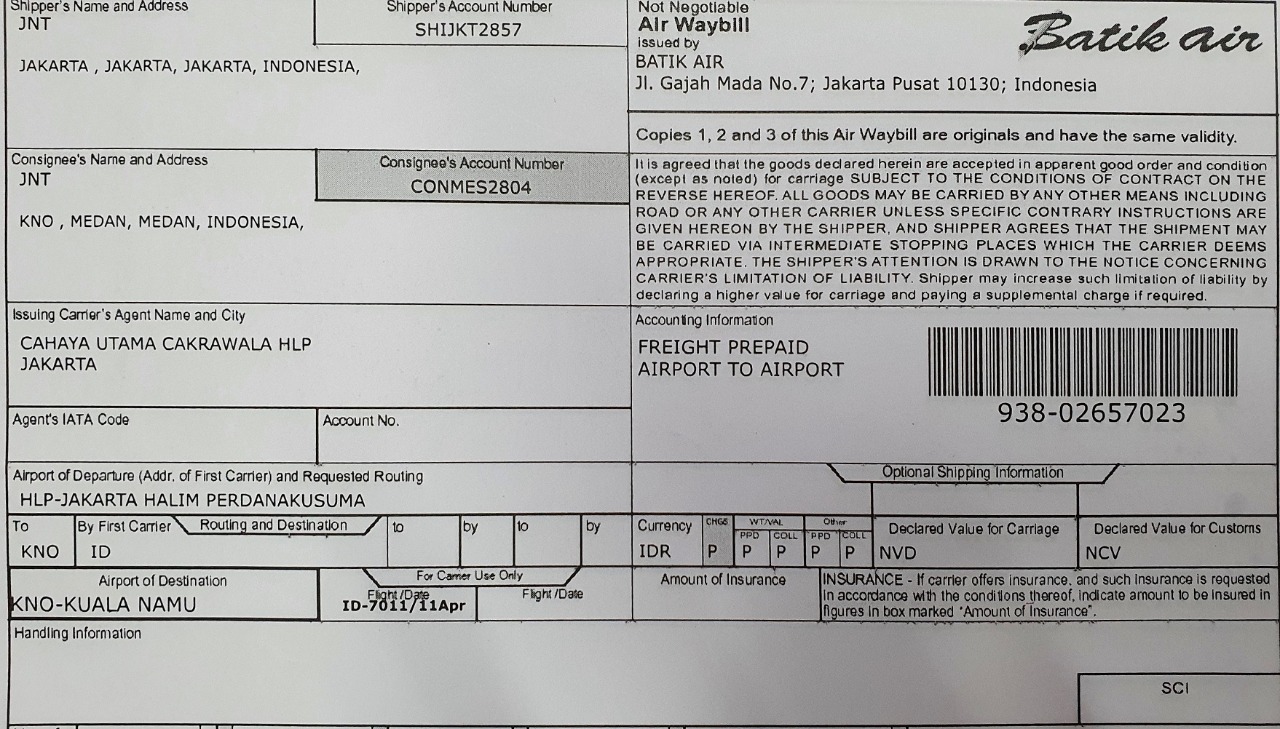 Shipper's Name and Address
Shipper's Account Number
JNT
SHIJKT2857
JAKARTA , JAKARTA, JAKARTA, INDONESIA,
Not Negotiable
Air Waybill
issued by
BATIK AIR
Jl. Gajah Mada No.7; Jakarta Pusat 10130; Indonesia
Batik air
Copies 1, 2 and 3 of this Air Waybill are originals and have the same validity.
Consignee's Name and Address
Consignee's Account Number
JNT
CONMES2804
KNO , MEDAN, MEDAN, INDONESIA,
It is agreed that the goods declared herein are accepted in apparent good order and condition
(except as noted) for carriage SUBJECT TO THE CONDITIONS OF CONTRACT ON THE
REVERSE HEREOF. ALL GOODS MAY BE CARRIED BY ANY OTHER MEANS INCLUDING
ROAD OR ANY OTHER CARRIER UNLESS SPECIFIC CONTRARY INSTRUCTIONS ARE
GIVEN HEREON BY THE SHIPPER, AND SHIPPER AGREES THAT THE SHIPMENT MAY
BE CARRIED VIA INTERMEDIATE STOPPING PLACES WHICH THE CARRIER DEEMS
APPROPRIATE. THE SHIPPER'S ATTENTION IS DRAWN TO THE NOTICE CONCERNING
CARRIER'S LIMITATION OF LIABILITY. Shipper may increase such limitation of liability by
declaring a higher value for carriage and paying a supplemental charge if required.
Issuing Carrier's Agent Name and City
CAHAYA UTAMA CAKRAWALA HLP
JAKARTA
Accounting Information
FREIGHT PREPAID
AIRPORT TO AIRPORT
938-02657023
Agent's IATA Code
Account No.
Airport of Departure (Addr. of First Carrier) and Requested Routing
HLP-JAKARTA HALIM PERDANAKUSUMA
Optional Shipping Information
To
By First Carrier
Routing and Destination
to
by
to
by
KNO
ID
Currency
CHGS
WT/VAL
Other
PPD
COLL
PPD
COLL
IDR
P
P
P
P
P
Declared Value for Carriage
NVD
Declared Value for Customs
NCV
Airport of Destination
KNO-KUALA NAMU
For Carrier Use Only
Flight/Date
Flight/Date
ID-7011/11Apr
Amount of Insurance
INSURANCE - If carrier offers insurance, and such insurance is requested
in accordance with the conditions thereof, indicate amount to be insured in
figures in box marked "Amount of Insurance".
Handling Information
SCI